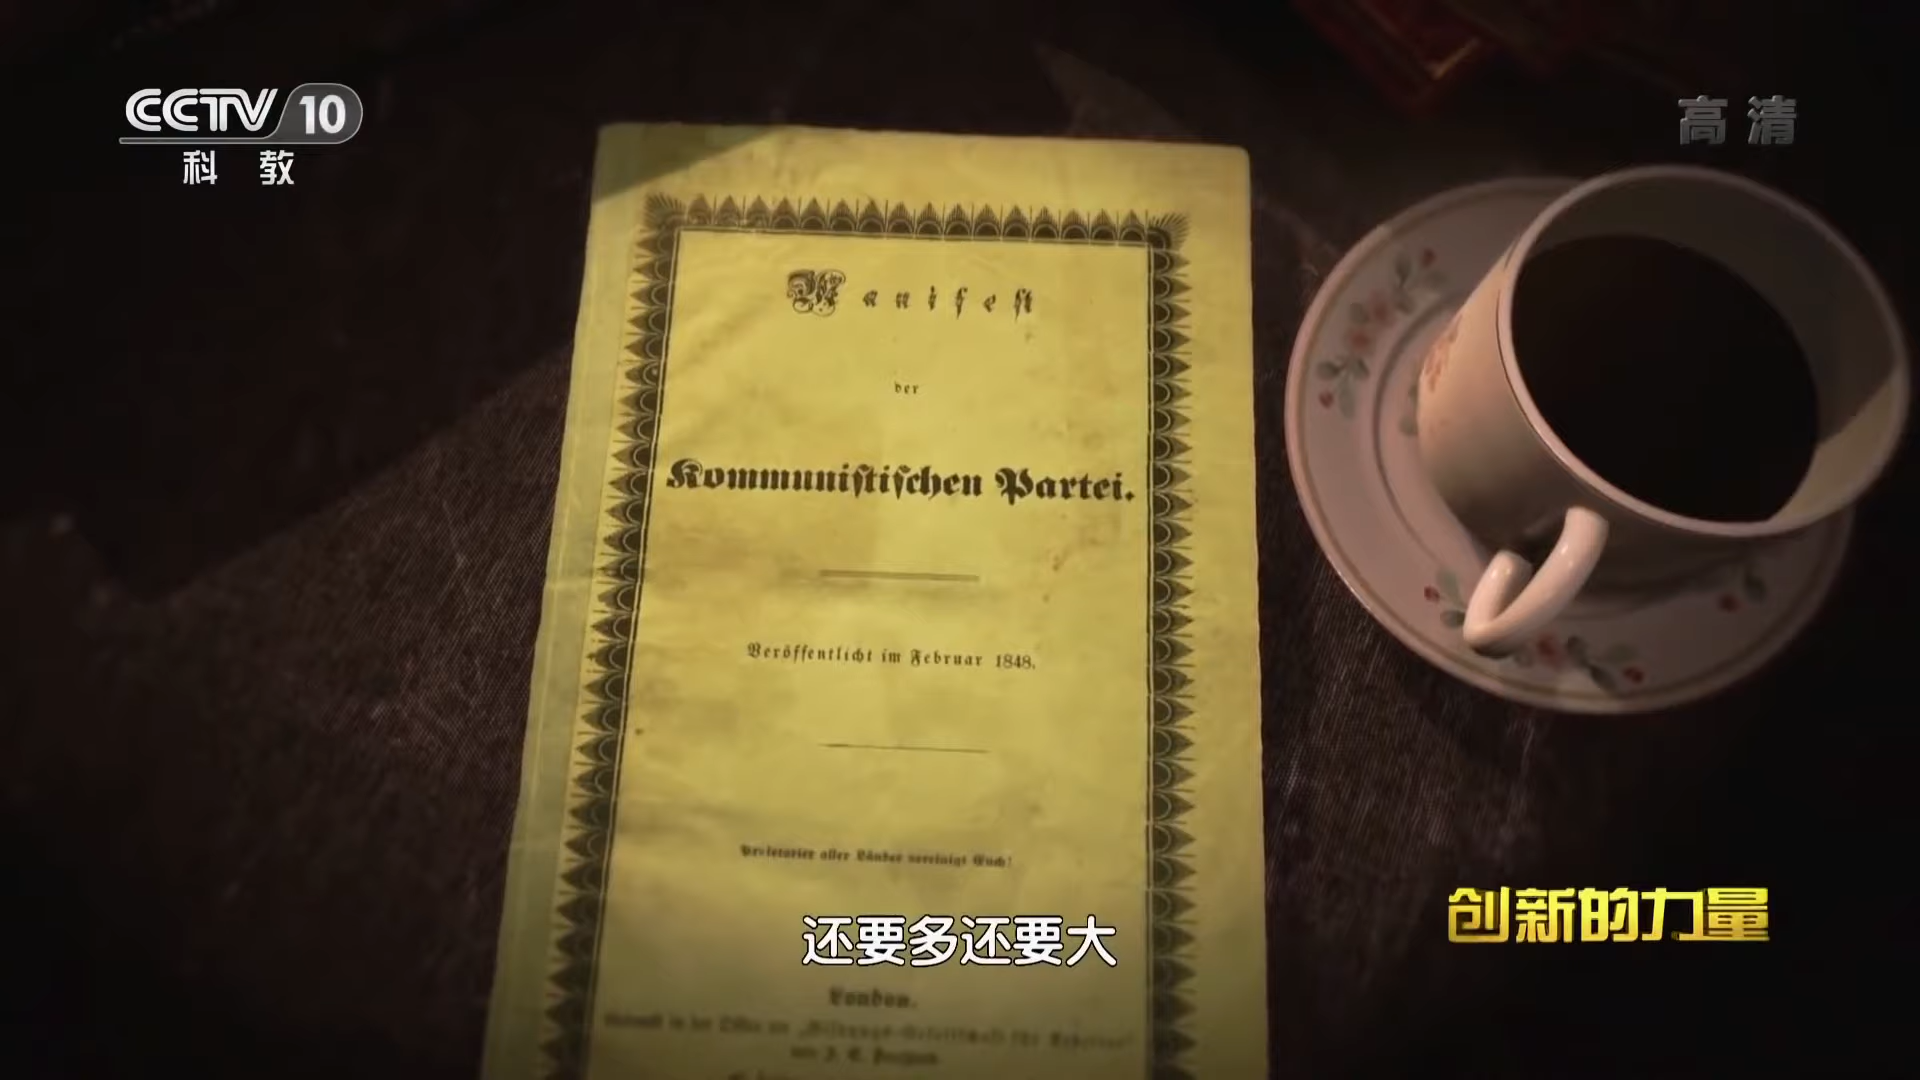 CCTV 10
科 教
高清
Manifest
der
Kommunistischen Partei.
Veröffentlicht im Februar 1848.
Proletarier aller Länder vereinigt Euch!
还要多还要大
创新的力量
London.